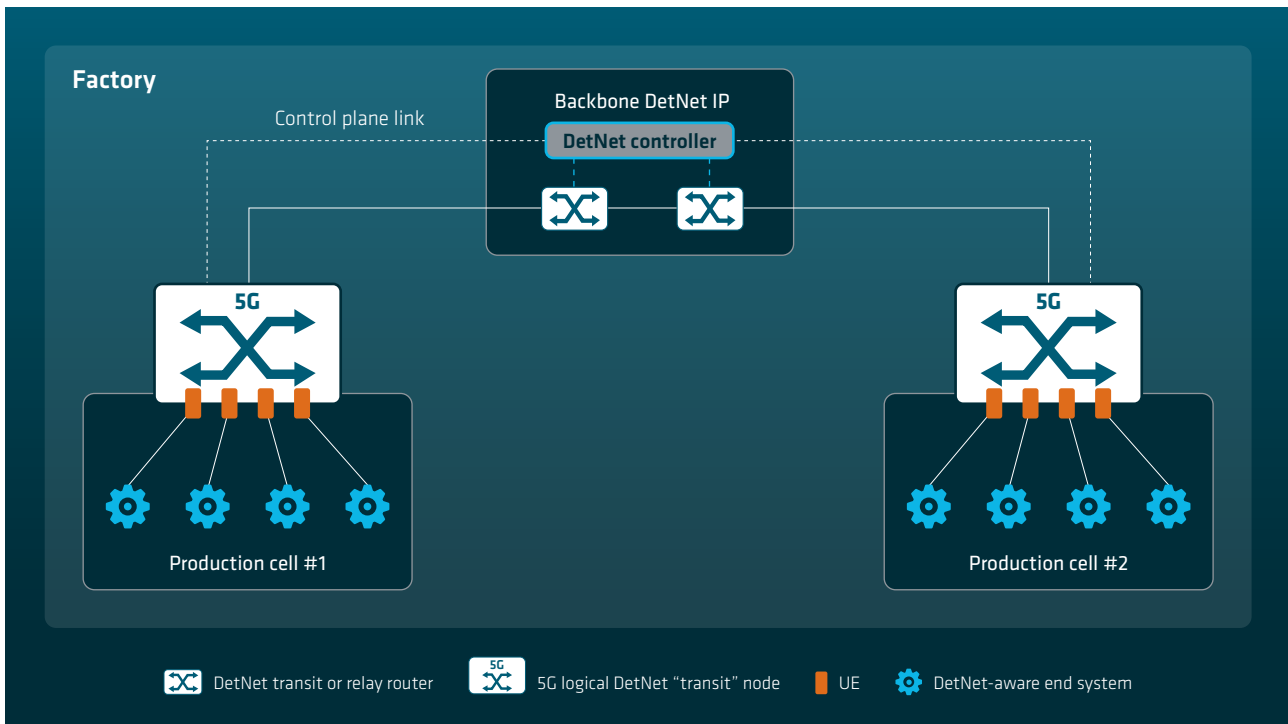 Factory
Backbone DetNet IP
Control plane link
DetNet controller
5G
5G
Production cell #1
Production cell #2
DetNet transit or relay router
5G
5G logical DetNet “transit” node
UE
DetNet-aware end system